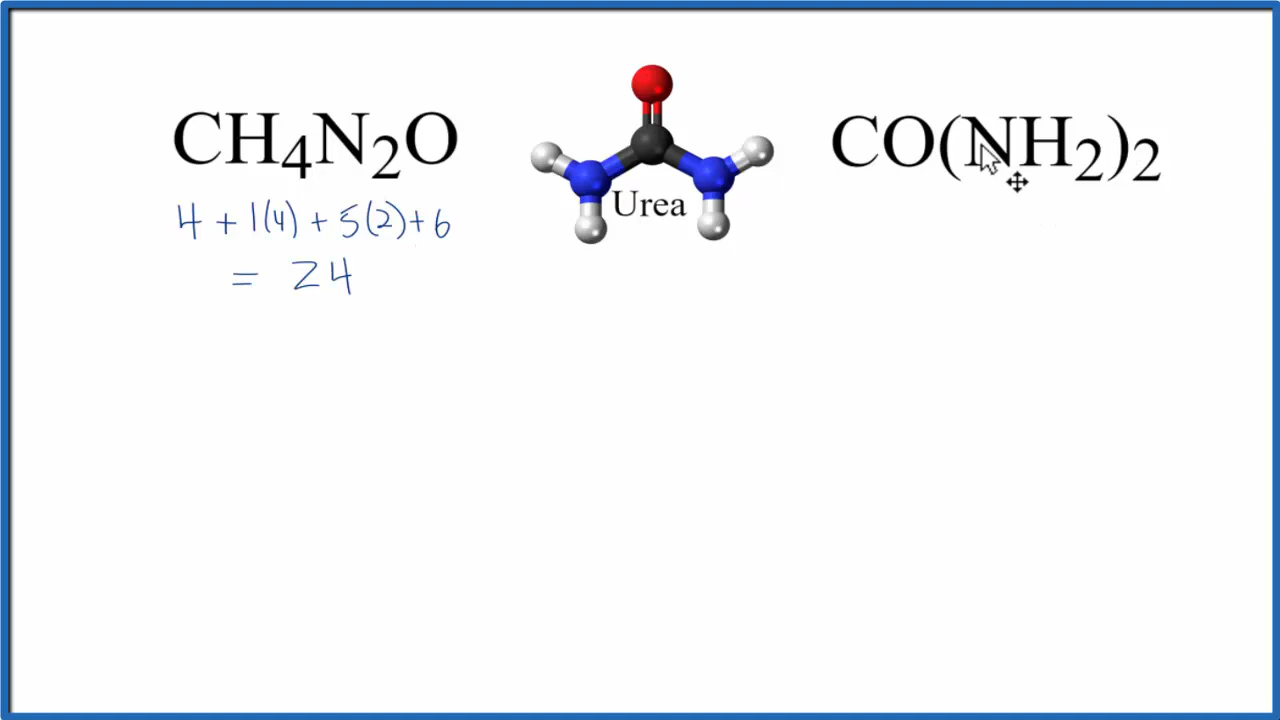 CH₄N₂O
Urea
CO(NH₂)₂
4 + 1(4) + 5(2) + 6
= 24